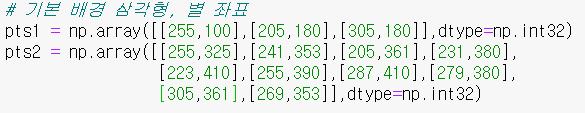 # 기본 배경 삼각형, 별 좌표
pts1 = np.array([[255,100],[205,180],[305,180]],dtype=np.int32)
pts2 = np.array([[255,325],[241,353],[205,361],[231,380],
[223,410],[255,390],[287,410],[279,380],
[305,361],[269,353]],dtype=np.int32)